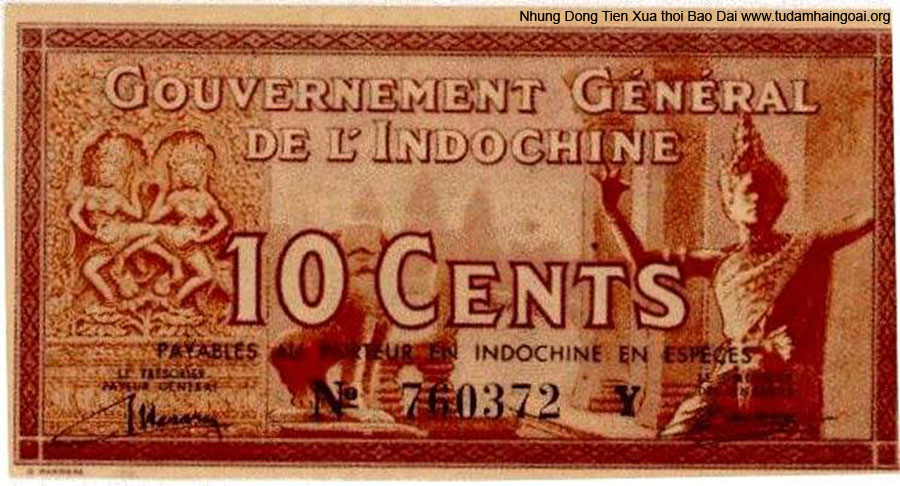 Nhung Dong Tien Xua thoi Bao Dai www.tudamhaingoai.org
GOUVERNEMENT GÉNÉRAL
DE L'INDOCHINE
10 CENTS
PAYABLES AU PORTEUR EN INDOCHINE EN ESPÈCES
LE TRÉSORIER
PAYEUR GÉNÉRAL
Nº 760372 Y